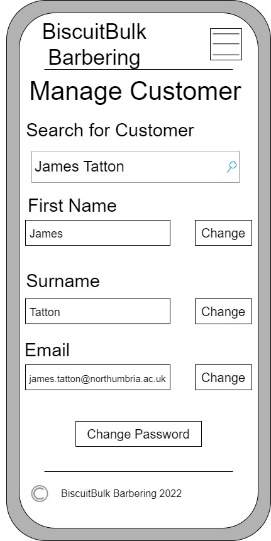 BiscuitBulk
Barbering
Manage Customer
Search for Customer
James Tatton
First Name
James Change
Surname
Tatton Change
Email
james.tatton@northumbria.ac.uk Change
Change Password
© BiscuitBulk Barbering 2022